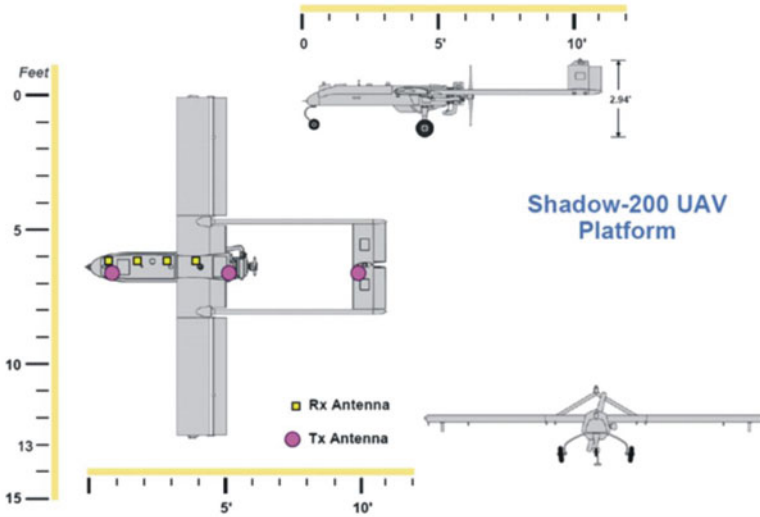 0
5'
10'
Feet
0
2.94'
Shadow-200 UAV
Platform
5
10
Rx Antenna
Tx Antenna
13
15
5'
10'